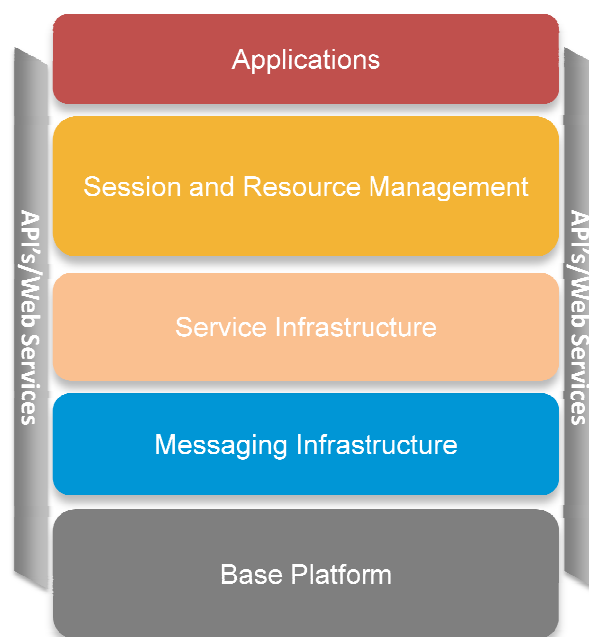 Applications
Session and Resource Management
Service Infrastructure
Messaging Infrastructure
Base Platform
API's/Web Services
API's/Web Services